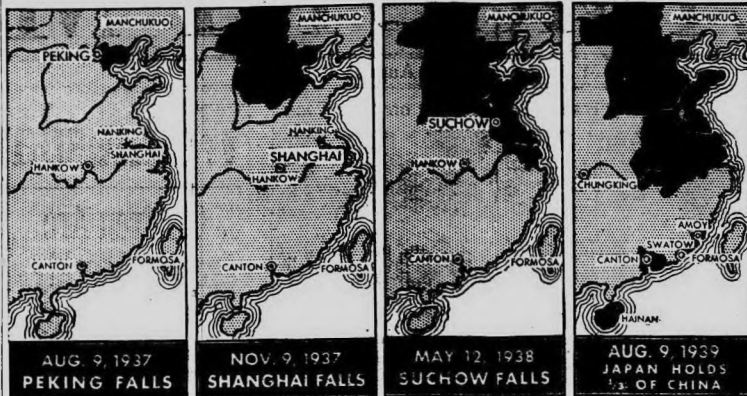 MANCHUKUO
PEKING
NANKING
SHANGHAI
HANKOW
CANTON
FORMOSA
AUG. 9, 1937
PEKING FALLS
MANCHUKUO
NANKING
SHANGHAI
HANKOW
CANTON
FORMOSA
NOV. 9, 1937
SHANGHAI FALLS
MANCHUKUO
SUCHOW
HANKOW
CANTON
FORMOSA
MAY 12, 1938
SUCHOW FALLS
MANCHUKUO
CHUNGKING
AMOY
SWATOW
CANTON
FORMOSA
HAINAN
AUG. 9, 1939
JAPAN HOLDS
1/3 OF CHINA